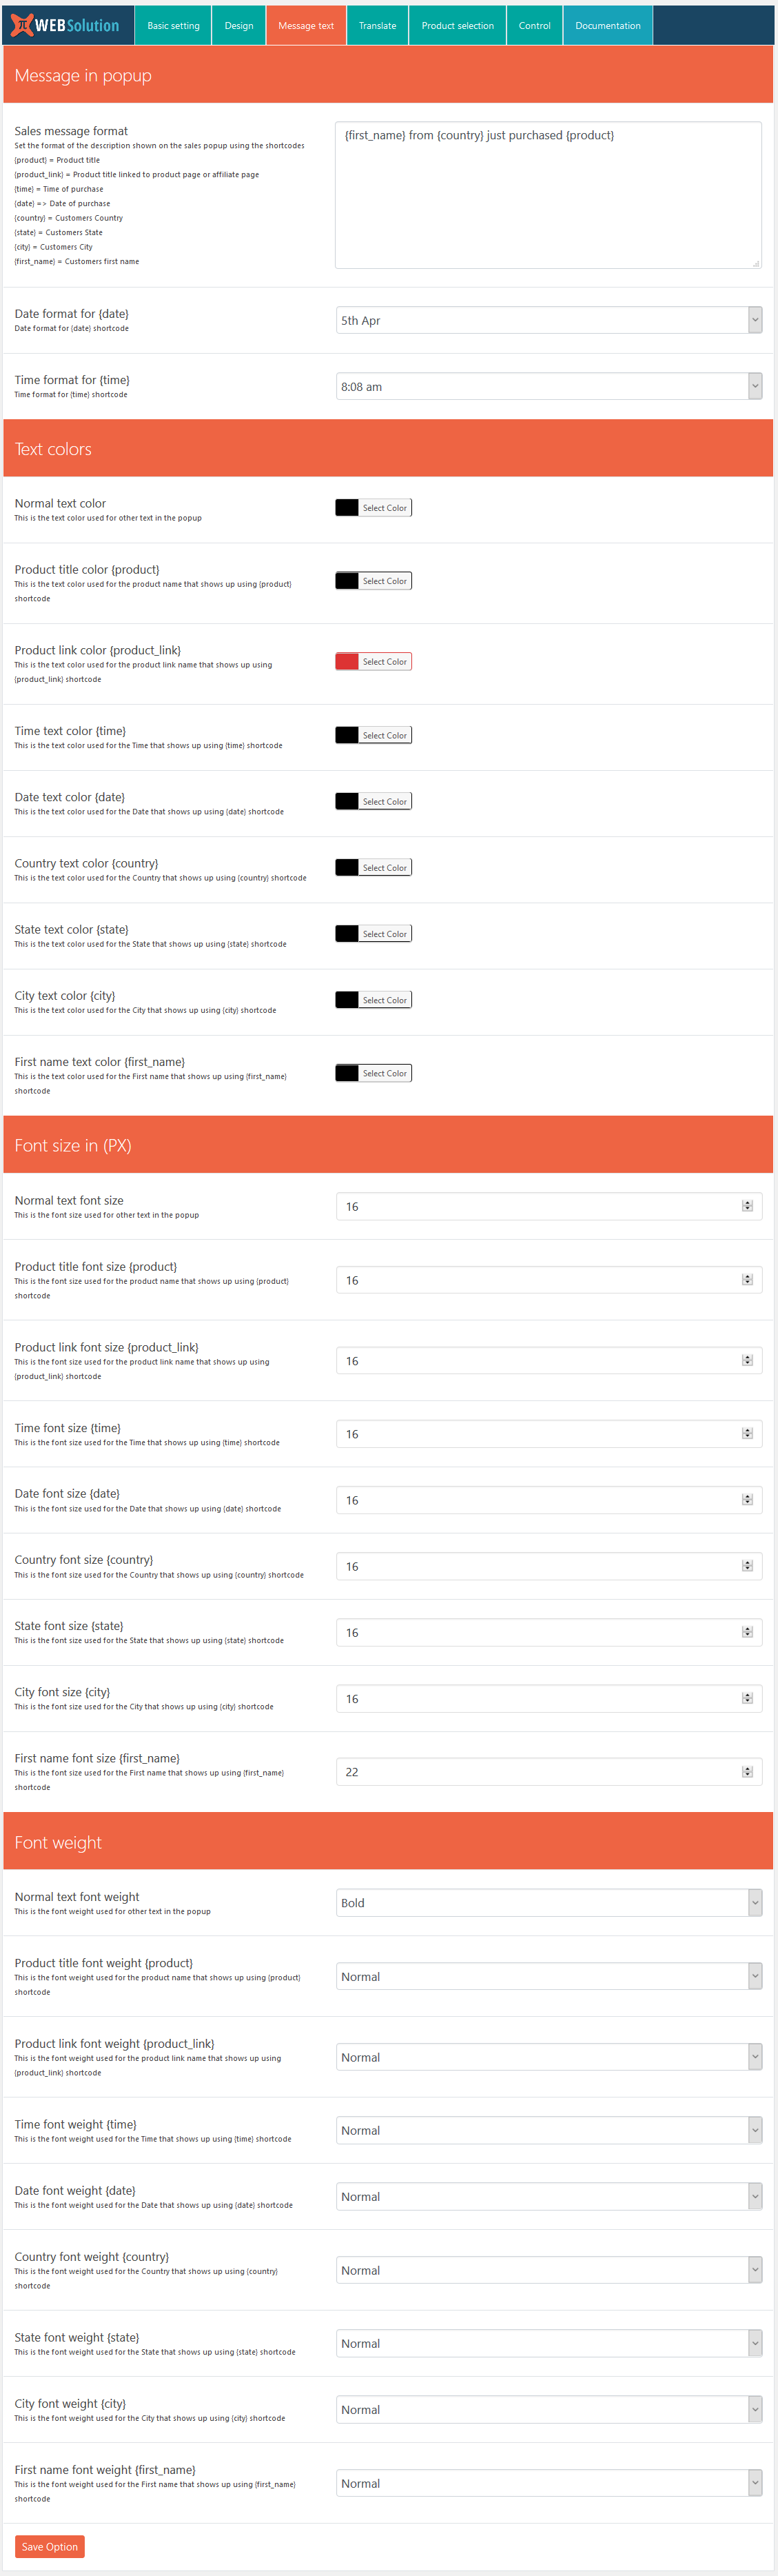 WEBSolution
Basic setting
Design
Message text
Translate
Product selection
Control
Documentation
Message in popup
Sales message format
Set the format of the description shown on the sales popup using the shortcodes
{product} = Product title
{product_link} = Product title linked to product page or affiliate page
{time} = Time of purchase
{date} => Date of purchase
{country} = Customers Country
{state} = Customers State
{city} = Customers City
{first_name} = Customers first name
{first_name} from {country} just purchased {product}
Date format for {date}
Date format for {date} shortcode
5th Apr
Time format for {time}
Time format for {time} shortcode
8:08 am
Text colors
Normal text color
This is the text color used for other text in the popup
Select Color
Product title color {product}
This is the text color used for the product name that shows up using {product}
shortcode
Select Color
Product link color {product_link}
This is the text color used for the product link name that shows up using
{product_link} shortcode
Select Color
Time text color {time}
This is the text color used for the Time that shows up using {time} shortcode
Select Color
Date text color {date}
This is the text color used for the Date that shows up using {date} shortcode
Select Color
Country text color {country}
This is the text color used for the Country that shows up using {country} shortcode
Select Color
State text color {state}
This is the text color used for the State that shows up using {state} shortcode
Select Color
City text color {city}
This is the text color used for the City that shows up using {city} shortcode
Select Color
First name text color {first_name}
This is the text color used for the First name that shows up using {first_name}
shortcode
Select Color
Font size in (PX)
Normal text font size
This is the font size used for other text in the popup
16
Product title font size {product}
This is the font size used for the product name that shows up using {product}
shortcode
16
Product link font size {product_link}
This is the font size used for the product link name that shows up using
{product_link} shortcode
16
Time font size {time}
This is the font size used for the Time that shows up using {time} shortcode
16
Date font size {date}
This is the font size used for the Date that shows up using {date} shortcode
16
Country font size {country}
This is the font size used for the Country that shows up using {country} shortcode
16
State font size {state}
This is the font size used for the State that shows up using {state} shortcode
16
City font size {city}
This is the font size used for the City that shows up using {city} shortcode
16
First name font size {first_name}
This is the font size used for the First name that shows up using {first_name}
shortcode
22
Font weight
Normal text font weight
This is the font weight used for other text in the popup
Bold
Product title font weight {product}
This is the font weight used for the product name that shows up using {product}
shortcode
Normal
Product link font weight {product_link}
This is the font weight used for the product link name that shows up using
{product_link} shortcode
Normal
Time font weight {time}
This is the font weight used for the Time that shows up using {time} shortcode
Normal
Date font weight {date}
This is the font weight used for the Date that shows up using {date} shortcode
Normal
Country font weight {country}
This is the font weight used for the Country that shows up using {country}
shortcode
Normal
State font weight {state}
This is the font weight used for the State that shows up using {state} shortcode
Normal
City font weight {city}
This is the font weight used for the City that shows up using {city} shortcode
Normal
First name font weight {first_name}
This is the font weight used for the First name that shows up using {first_name}
shortcode
Normal
Save Option